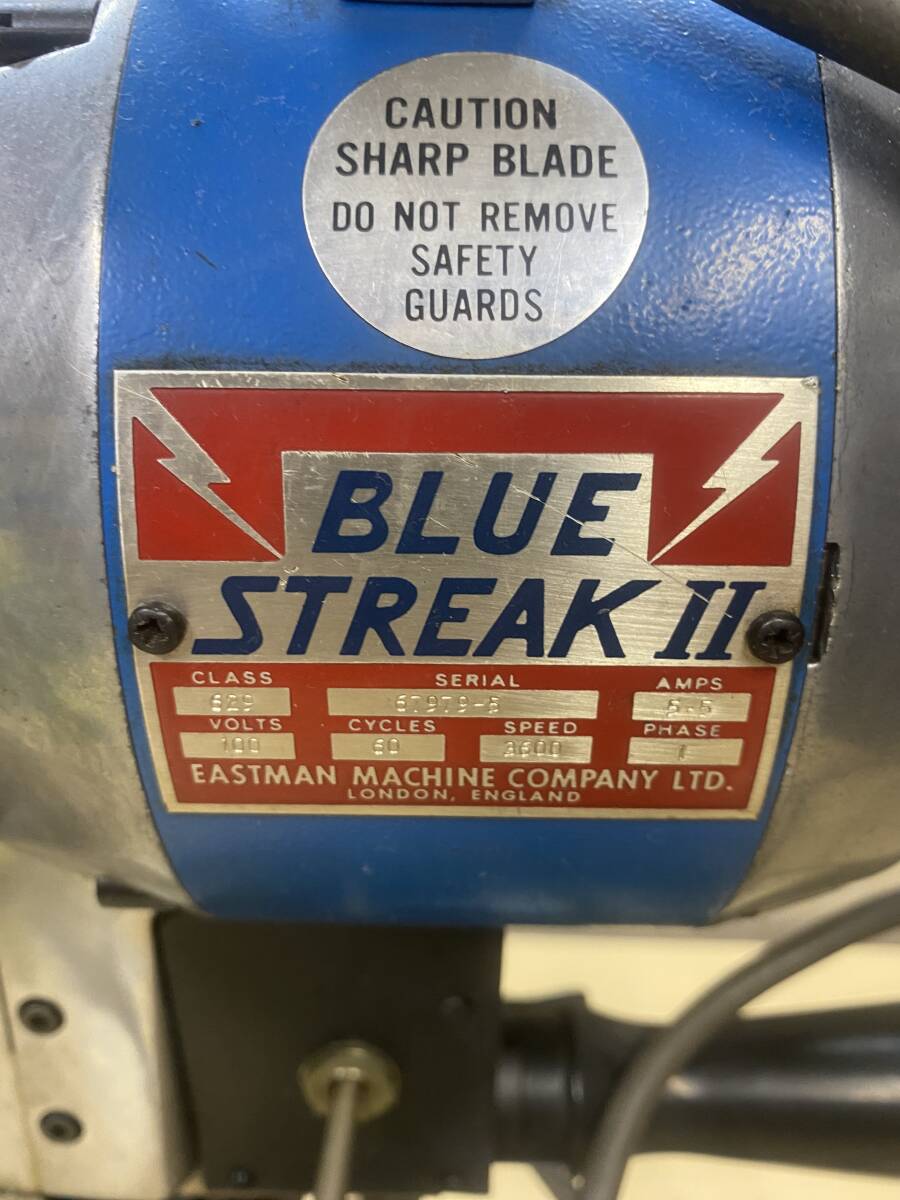 CAUTION
SHARP BLADE
DO NOT REMOVE
SAFETY
GUARDS
BLUE
STREAK II
CLASS SERIAL AMPS
629 5.5
VOLTS CYCLES SPEED PHASE
100 60 3600 1
EASTMAN MACHINE COMPANY LTD.
LONDON, ENGLAND